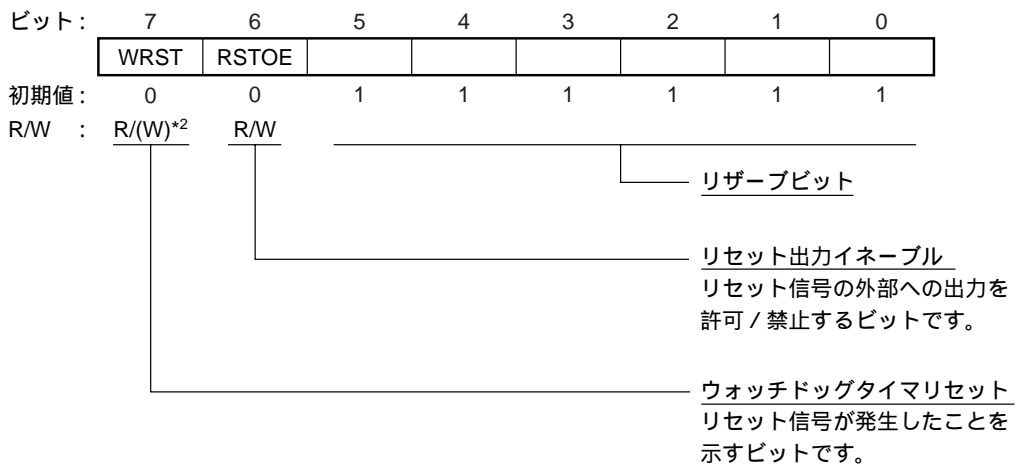 ビット : 7 6 5 4 3 2 1 0
WRST RSTOE
初期値 : 0 0 1 1 1 1 1 1
R/W : R/(W)*2 R/W
リザーブビット
リセット出力イネーブル
リセット信号の外部への出力を
許可 / 禁止するビットです。
ウォッチドッグタイマリセット
リセット信号が発生したことを
示すビットです。